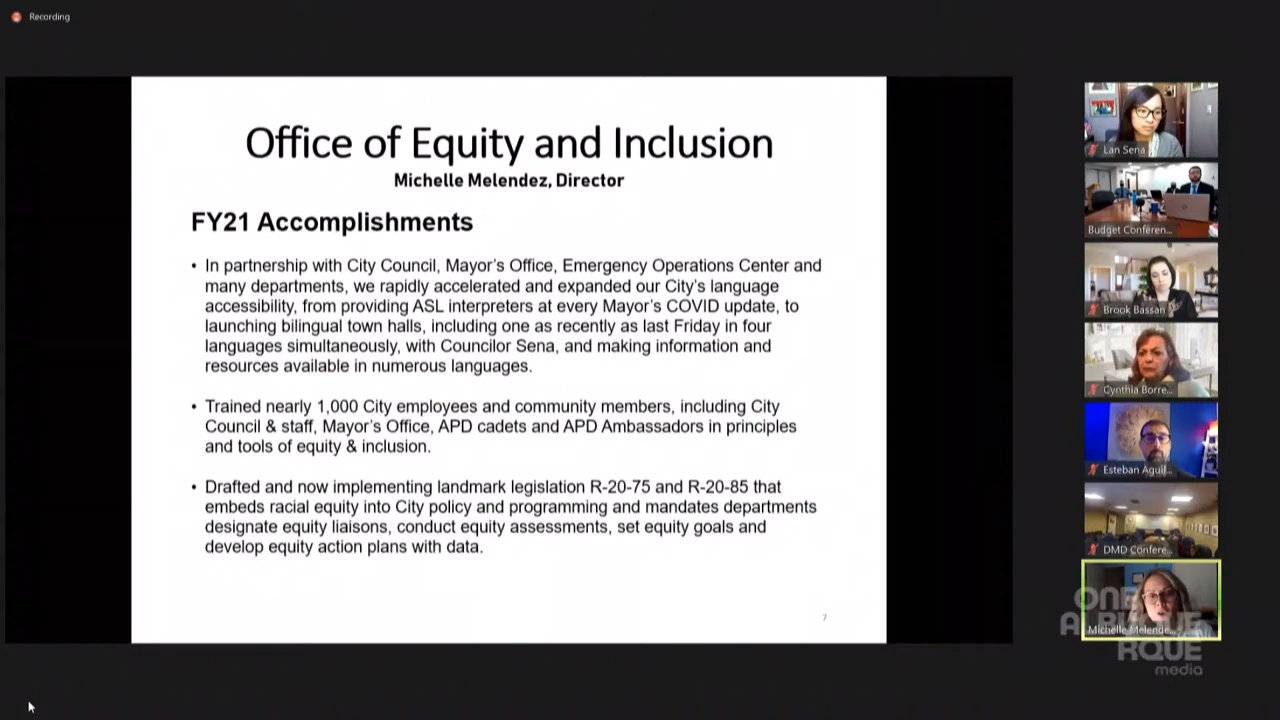 Recording
Office of Equity and Inclusion
Michelle Melendez, Director
FY21 Accomplishments
• In partnership with City Council, Mayor's Office, Emergency Operations Center and
many departments, we rapidly accelerated and expanded our City's language
accessibility, from providing ASL interpreters at every Mayor's COVID update, to
launching bilingual town halls, including one as recently as last Friday in four
languages simultaneously, with Councilor Sena, and making information and
resources available in numerous languages.
• Trained nearly 1,000 City employees and community members, including City
Council & staff, Mayor's Office, APD cadets and APD Ambassadors in principles
and tools of equity & inclusion.
• Drafted and now implementing landmark legislation R-20-75 and R-20-85 that
embeds racial equity into City policy and programming and mandates departments
designate equity liaisons, conduct equity assessments, set equity goals and
develop equity action plans with data.
7
Lan Sena
Budget Conferen...
Brook Bassan
Cynthia Borre...
Esteban Aguil...
DMD Confere...
Michelle Melende...
ONE
ALBUQUE
RQUE
media